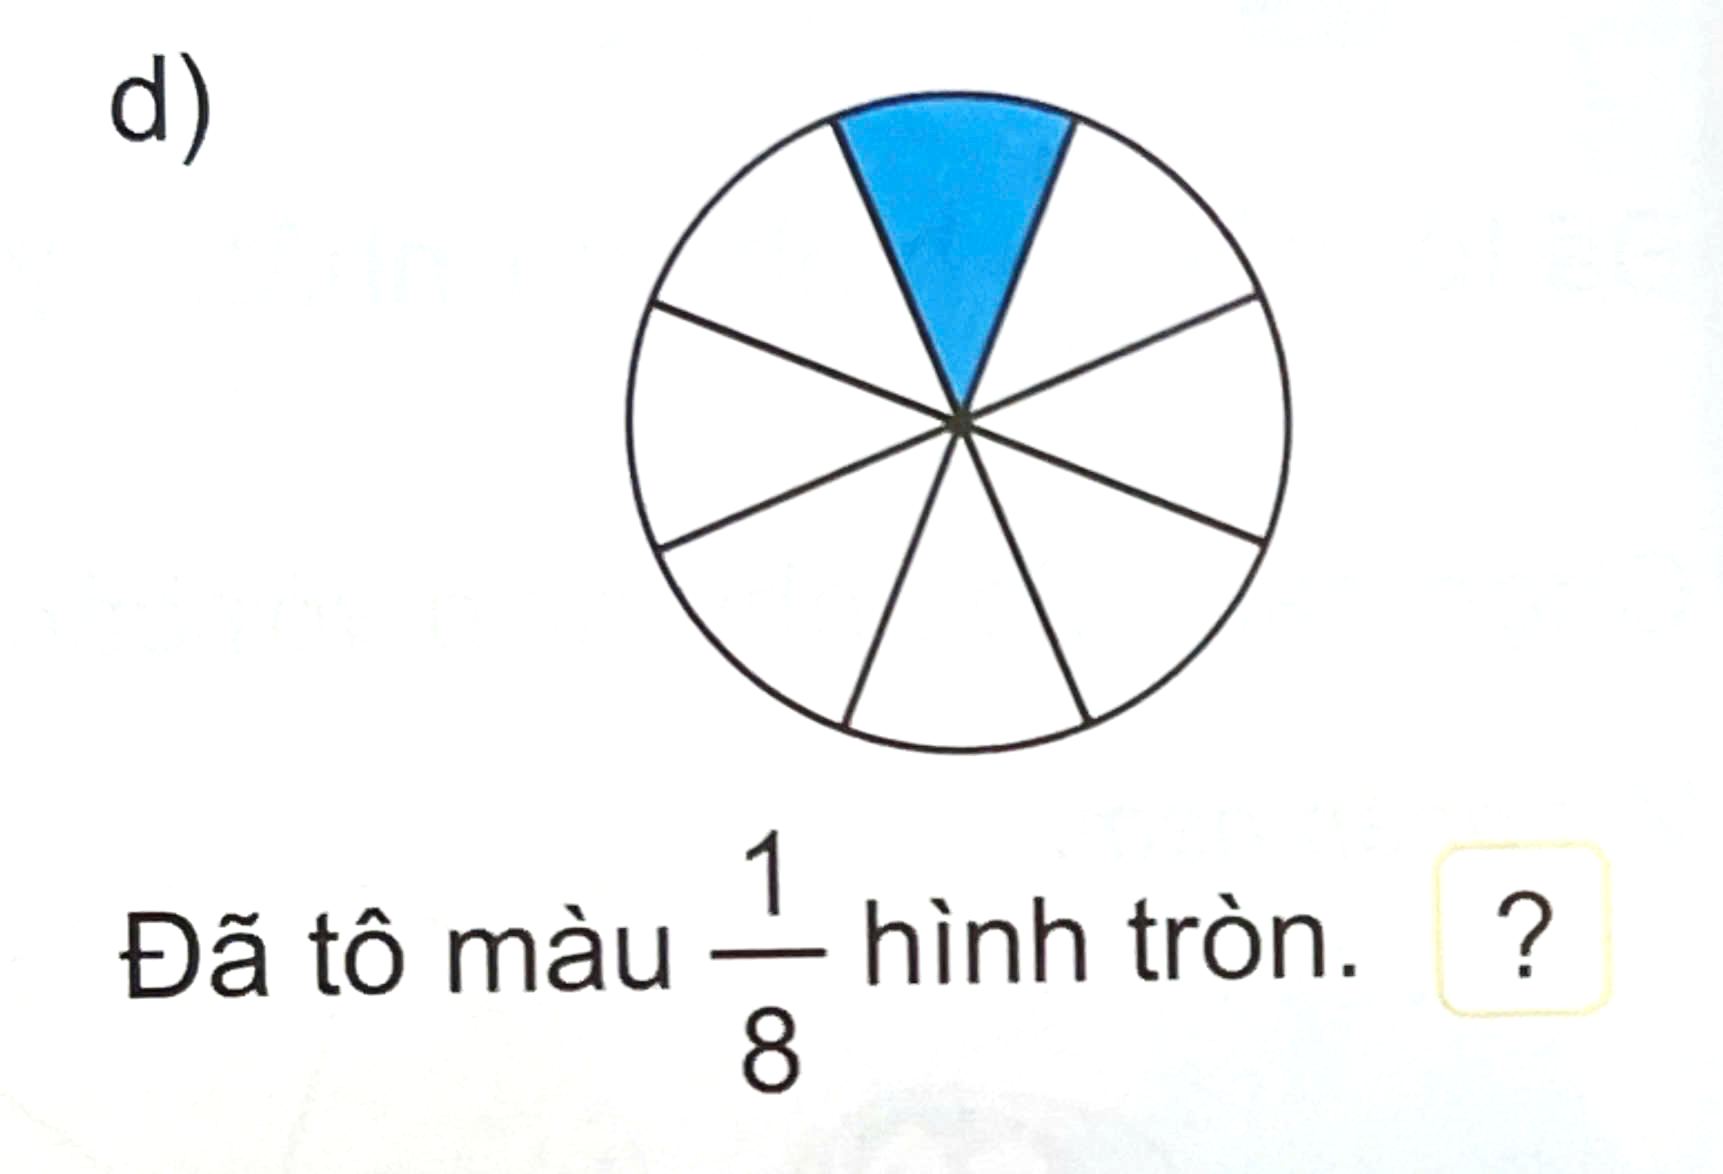 d)
Đã tô màu 1/8 hình tròn. ?